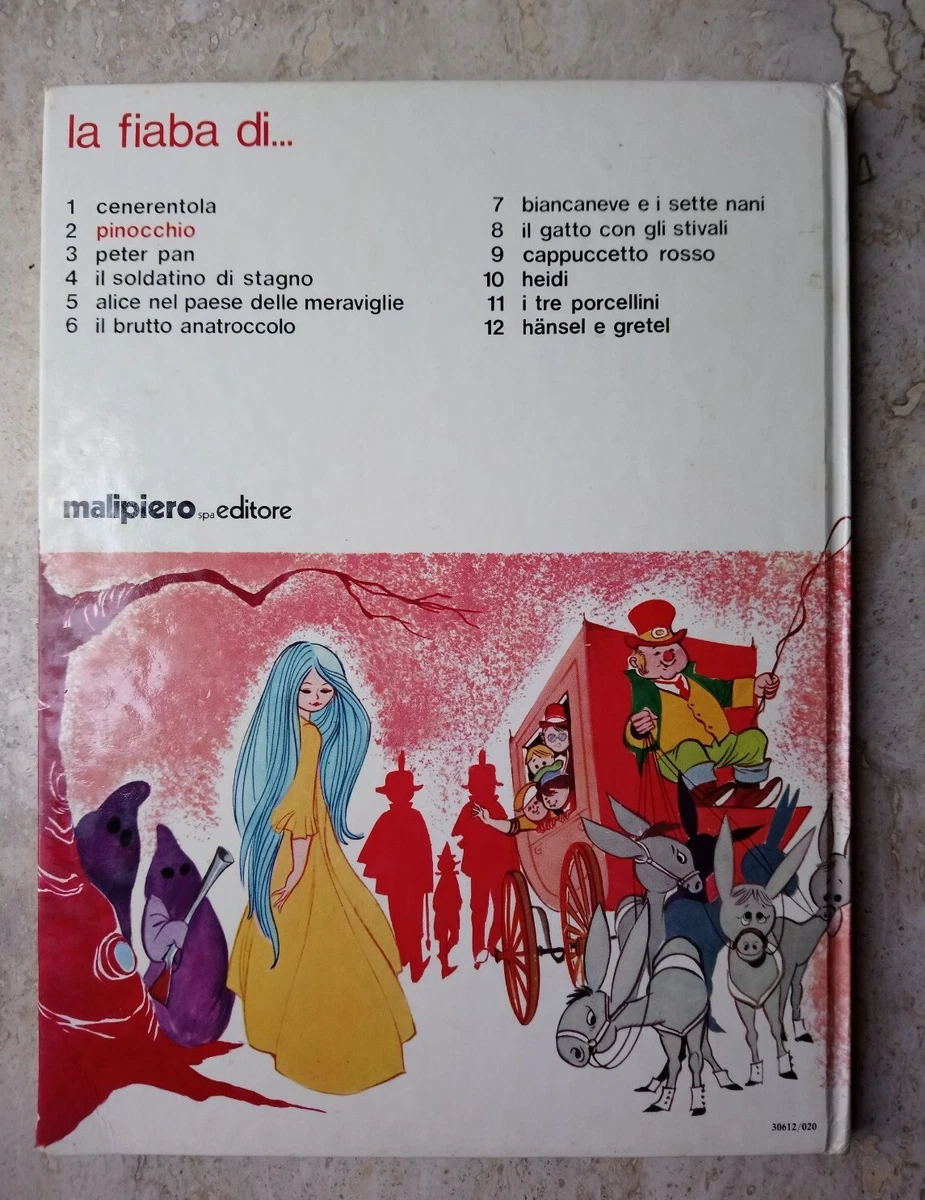 la fiaba di...
1 cenerentola
2 pinocchio
3 peter pan
4 il soldatino di stagno
5 alice nel paese delle meraviglie
6 il brutto anatroccolo
7 biancaneve e i sette nani
8 il gatto con gli stivali
9 cappuccetto rosso
10 heidi
11 i tre porcellini
12 hänsel e gretel
malipiero spa editore
30612/020